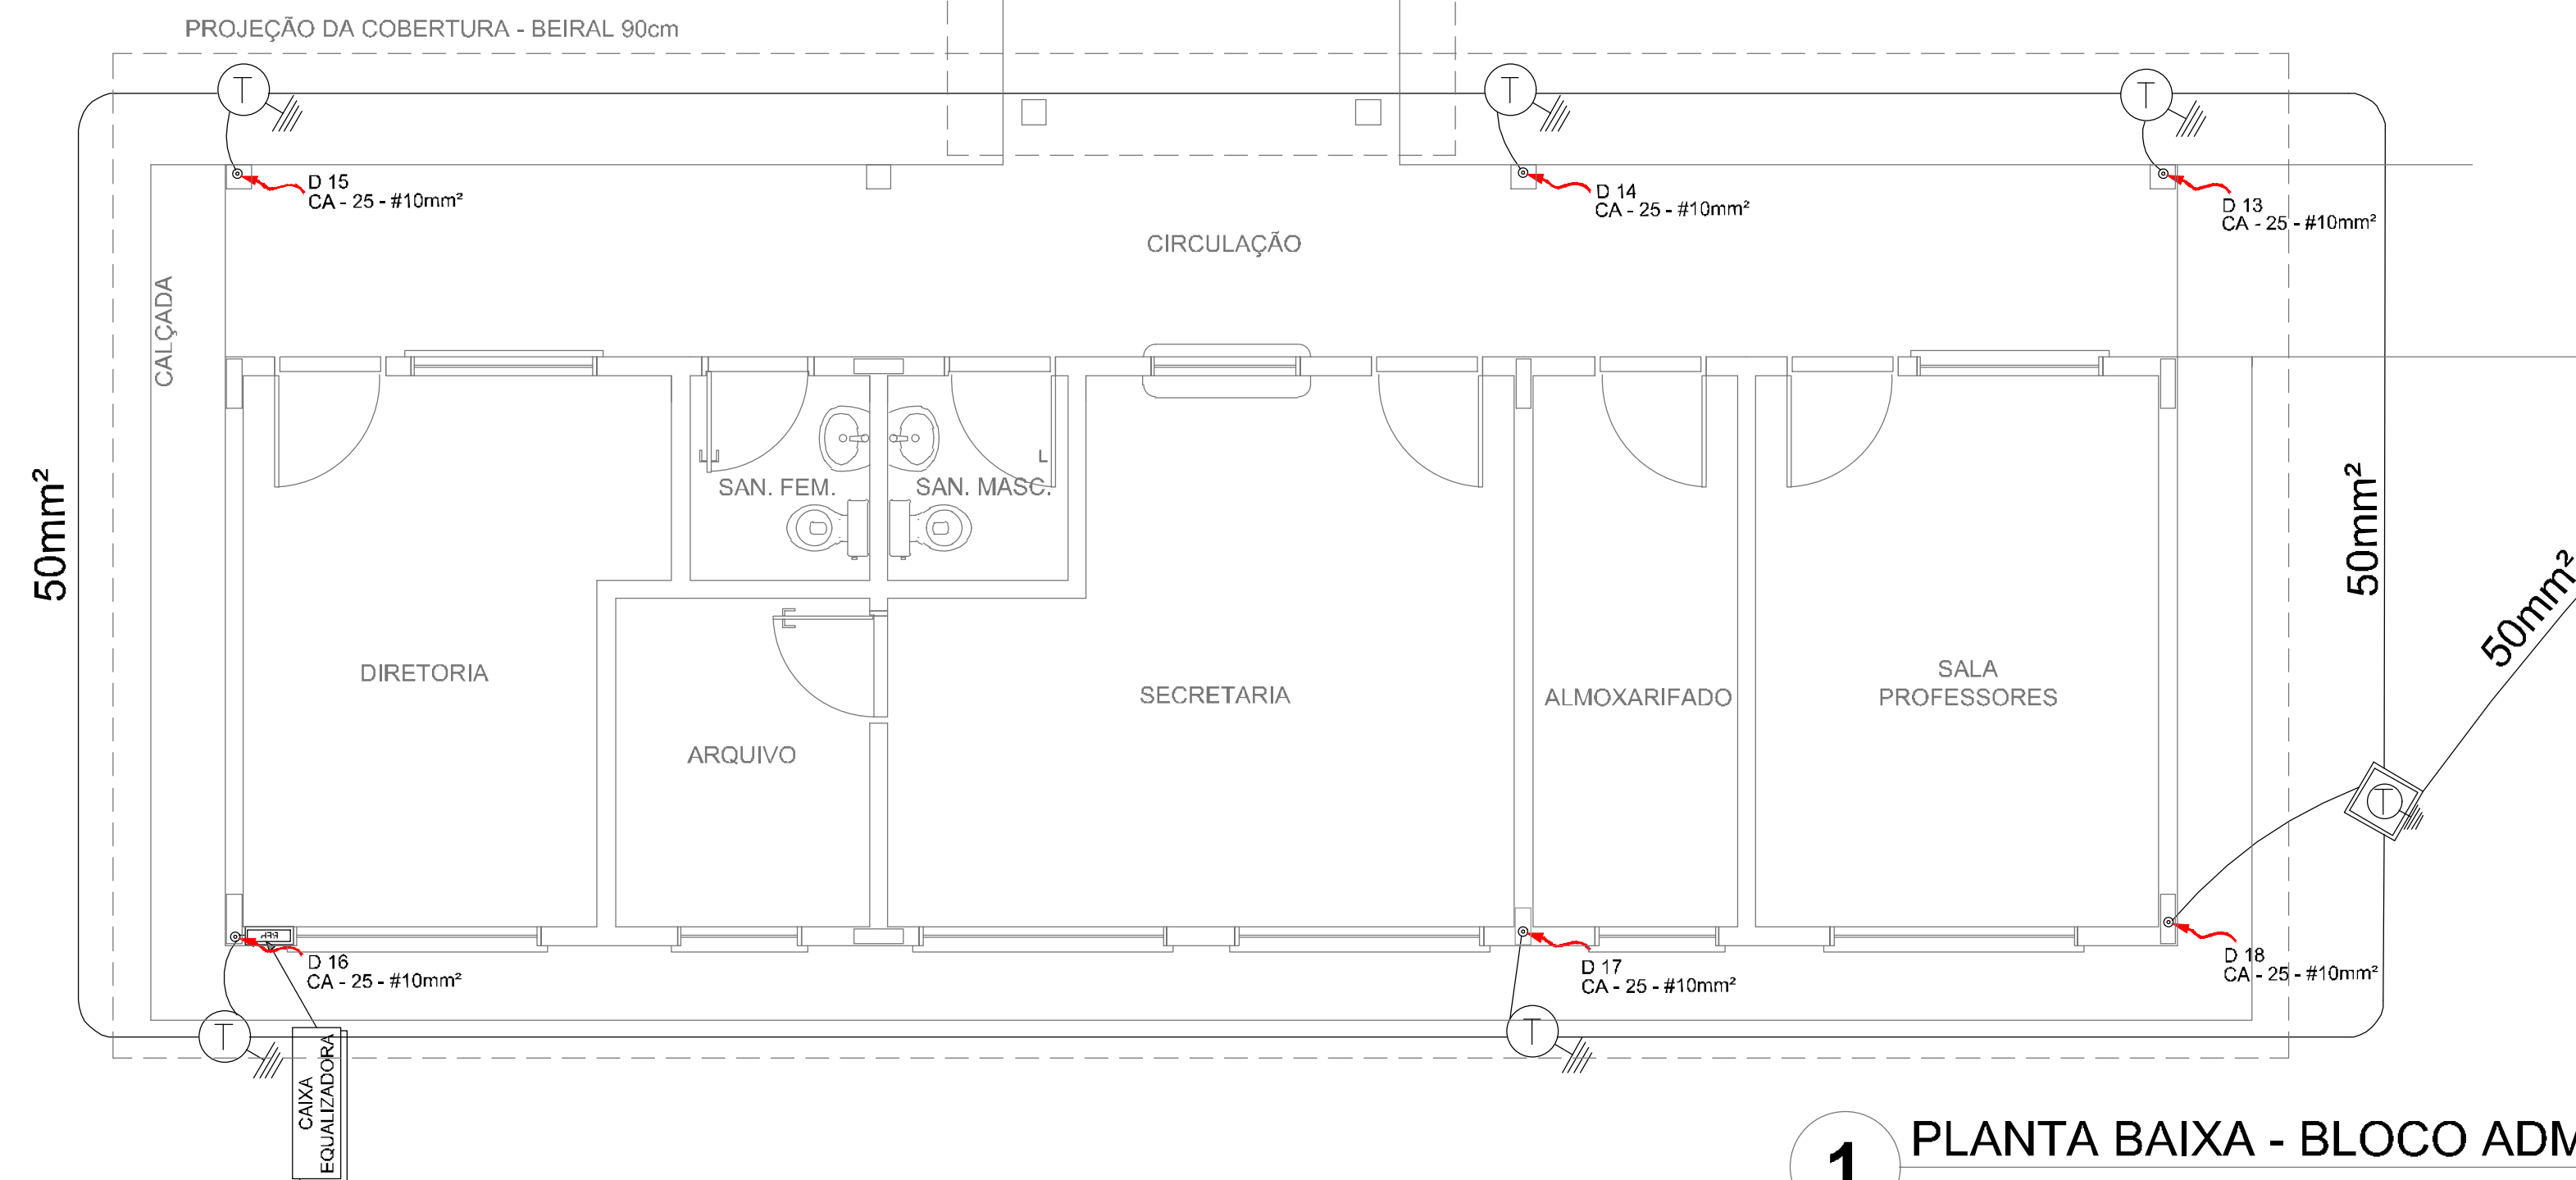 PROJEÇÃO DA COBERTURA - BEIRAL 90cm
T
T
T
D 15
CA - 25 - #10mm²
D 14
CA - 25 - #10mm²
D 13
CA - 25 - #10mm²
CIRCULAÇÃO
CALÇADA
50mm²
50mm²
50mm²
SAN. FEM.
SAN. MASC.
L
DIRETORIA
SECRETARIA
ALMOXARIFADO
SALA
PROFESSORES
ARQUIVO
T
D 16
CA - 25 - #10mm²
D 17
CA - 25 - #10mm²
D 18
CA - 25 - #10mm²
T
T
CAIXA
EQUALIZADORA
1
PLANTA BAIXA - BLOCO ADM